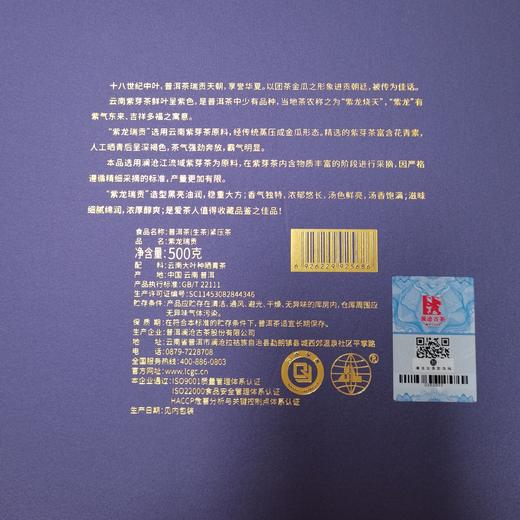 十八世纪中叶，普洱茶瑞贡天朝，享誉华夏。以团茶金瓜之形象进贡朝廷，被传为佳话。
云南紫芽茶鲜叶呈紫色，是普洱茶中少有品种，当地茶农称之为“紫龙烧天”，“紫龙”有
紫气东来、吉祥多福之寓意。
“紫龙瑞贡”选用云南紫芽茶原料，经传统蒸压成金瓜形态。精选的紫芽茶富含花青素，
人工晒青后呈深褐色，茶气强劲奔放，霸气明显。
本品选用澜沧江流域紫芽茶为原料，在紫芽茶内含物质丰富的阶段进行采摘，因严格
遵循精细采摘的标准，产量更加有限。
“紫龙瑞贡”造型黑亮油润，稳重大方；香气独特，浓郁悠长，汤色鲜亮，汤香饱满；滋味
细腻绵润，浓厚醇爽；是爱茶人值得收藏品鉴之佳品！
食品名称：普洱茶(生茶)紧压茶
品名：紫龙瑞贡
净含量：500克
配料：云南大叶种晒青茶
产地：中国 云南 普洱
产品执行标准：GB/T 22111
生产许可证编号：SC11453082844346
贮存条件：产品应贮存在清洁、通风、避光、干燥、无异味的库房内，仓库周围应
无异味气体污染。
保质期：在符合本标准的贮存条件下，普洱茶适宜长期保存。
生产商：普洱澜沧古茶股份有限公司
地址：云南省普洱市澜沧拉祜族自治县勐朗镇县城西郊温泉社区平掌路
电话：0879-7228708
全国服务热线：400-886-0803
官方网址：www.lcgc.cn
本企业通过：ISO9001质量管理体系认证
ISO22000食品安全管理体系认证
HACCP危害分析与关键控制点体系认证
生产日期：见内包装
6926229925686
澜沧古茶